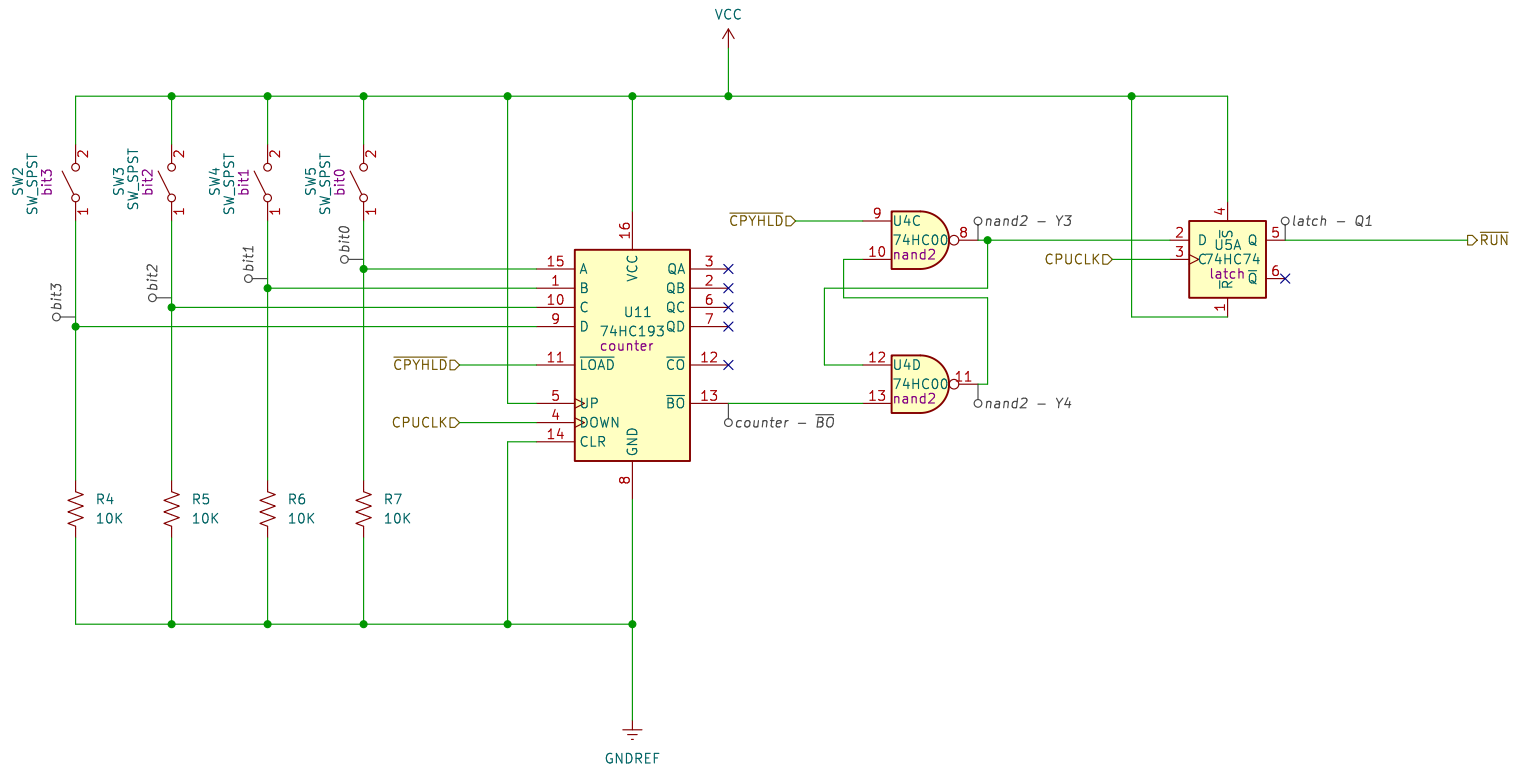 VCC
SW2
SW_SPST
bit3
2
1
SW3
SW_SPST
bit2
2
1
SW4
SW_SPST
bit1
2
1
SW5
SW_SPST
bit0
2
1
bit3
bit2
bit1
bit0
R4
10K
R5
10K
R6
10K
R7
10K
CPYHLD
CPUCLK
16
VCC
15 A
1 B
10 C
9 D
11 LOAD
5 UP
4 DOWN
14 CLR
U11
74HC193
counter
QA 3
QB 2
QC 6
QD 7
CO 12
BO 13
GND
8
counter - BO
GNDREF
CPYHLD
9
10
U4C
74HC00
nand2
8
nand2 - Y3
12
13
U4D
74HC00
nand2
11
nand2 - Y4
CPUCLK
4
S
2 D
3 C
U5A
74HC74
latch
Q 5
Q 6
R
1
latch - Q1
RUN